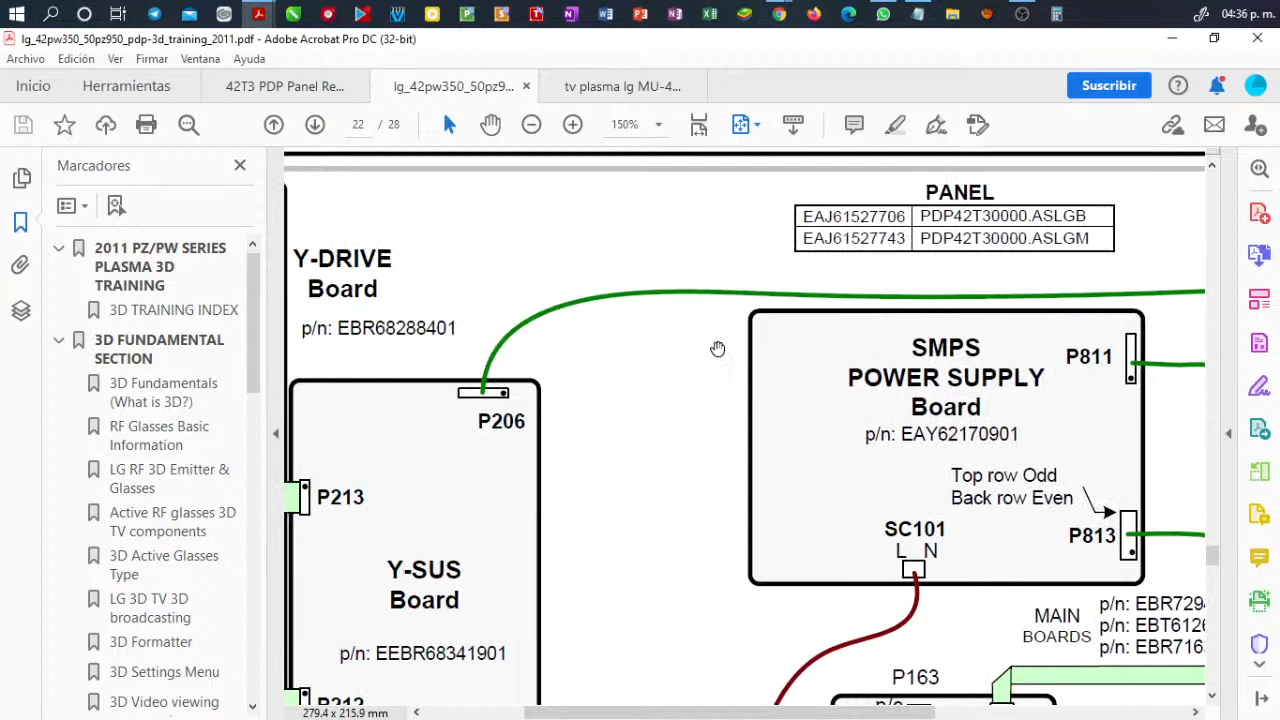 04:36 p. m.
lg_42pw350_50pz950_pdp-3d_training_2011.pdf - Adobe Acrobat Pro DC (32-bit)
Archivo Edición Ver Firmar Ventana Ayuda
Inicio Herramientas 42T3 PDP Panel Re... lg_42pw350_50pz9... × tv plasma lg MU-4... Suscribir
22 / 28 150%
Marcadores
2011 PZ/PW SERIES
PLASMA 3D
TRAINING
3D TRAINING INDEX
3D FUNDAMENTAL
SECTION
3D Fundamentals
(What is 3D?)
RF Glasses Basic
Information
LG RF 3D Emitter &
Glasses
Active RF glasses 3D
TV components
3D Active Glasses
Type
LG 3D TV 3D
broadcasting
3D Formatter
3D Settings Menu
3D Video viewing
PANEL
EAJ61527706 PDP42T30000.ASLGB
EAJ61527743 PDP42T30000.ASLGM
Y-DRIVE
Board
p/n: EBR68288401
P206
P213
Y-SUS
Board
p/n: EEBR68341901
P212
SMPS
POWER SUPPLY
Board
p/n: EAY62170901
P811
Top row Odd
Back row Even
P813
SC101
L N
MAIN
BOARDS
p/n: EBR7294
p/n: EBT6126
p/n: EBR7163
P163
p/n
279.4 x 215.9 mm